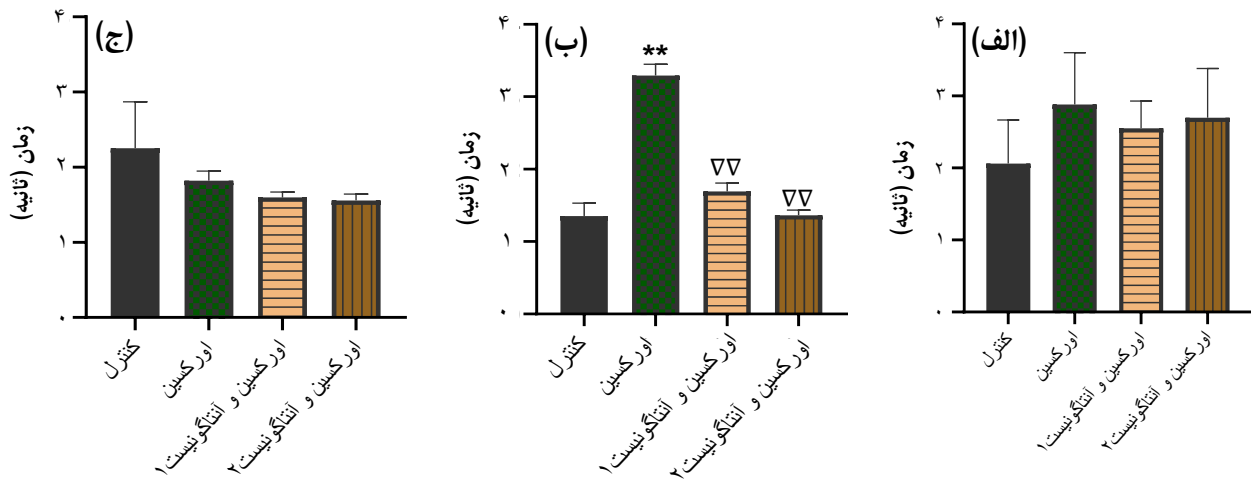 (الف)
زمان (ثانیه)
۴
۳
۲
۱
۰
کنترل
اورکسین
اورکسین و آنتاگونیست۱
اورکسین و آنتاگونیست۲
(ب)
زمان (ثانیه)
۴
۳
۲
۱
۰
**
∇∇
∇∇
کنترل
اورکسین
اورکسین و آنتاگونیست۱
اورکسین و آنتاگونیست۲
(ج)
زمان (ثانیه)
۴
۳
۲
۱
۰
کنترل
اورکسین
اورکسین و آنتاگونیست۱
اورکسین و آنتاگونیست۲